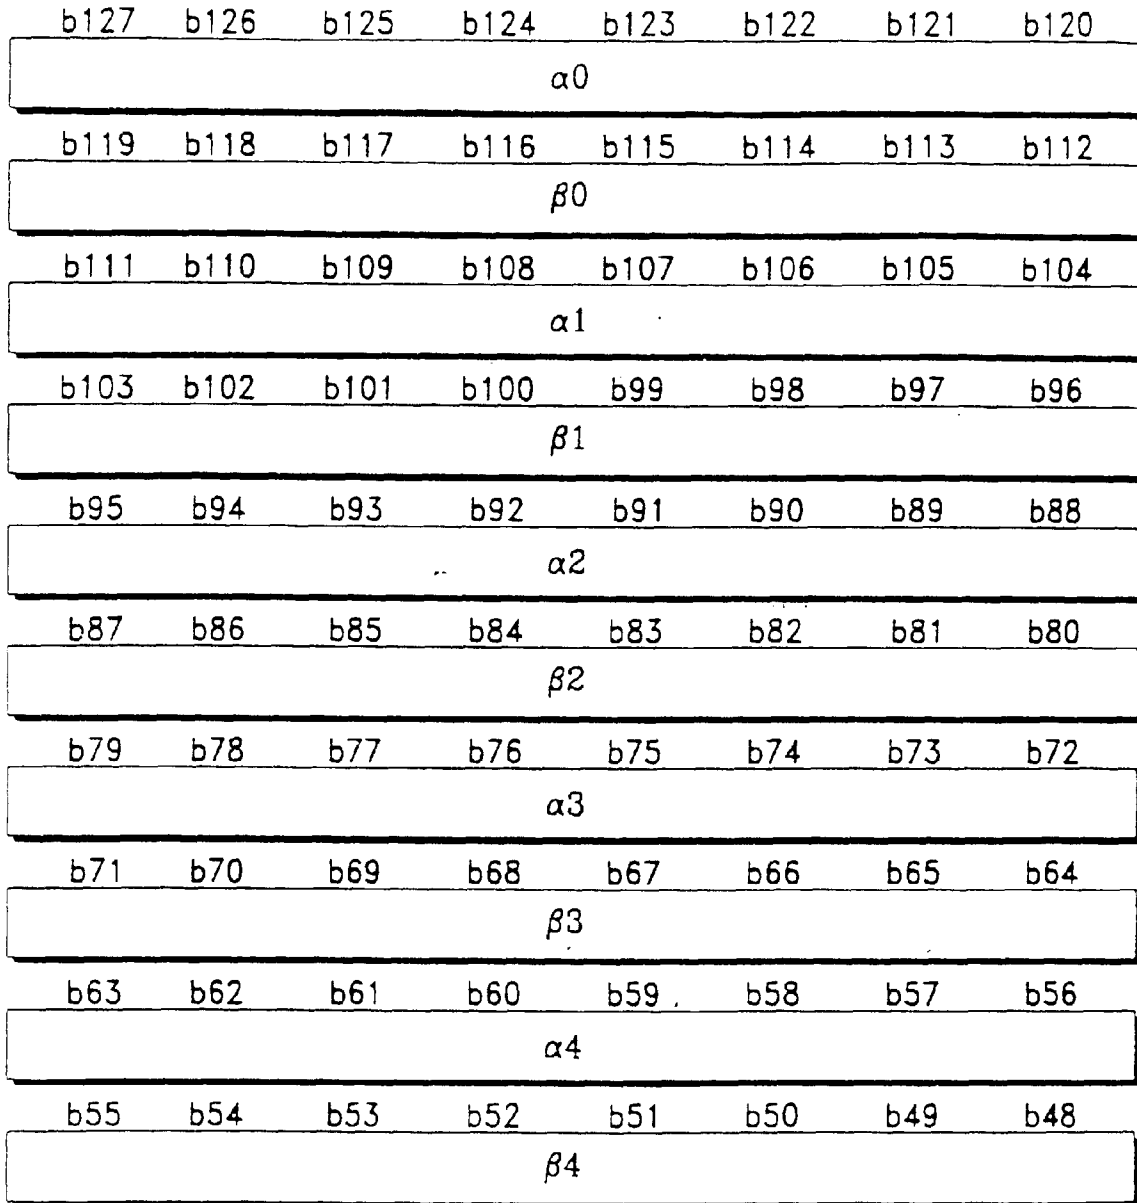 b127 b126 b125 b124 b123 b122 b121 b120
α0
b119 b118 b117 b116 b115 b114 b113 b112
β0
b111 b110 b109 b108 b107 b106 b105 b104
α1
b103 b102 b101 b100 b99 b98 b97 b96
β1
b95 b94 b93 b92 b91 b90 b89 b88
α2
b87 b86 b85 b84 b83 b82 b81 b80
β2
b79 b78 b77 b76 b75 b74 b73 b72
α3
b71 b70 b69 b68 b67 b66 b65 b64
β3
b63 b62 b61 b60 b59 b58 b57 b56
α4
b55 b54 b53 b52 b51 b50 b49 b48
β4